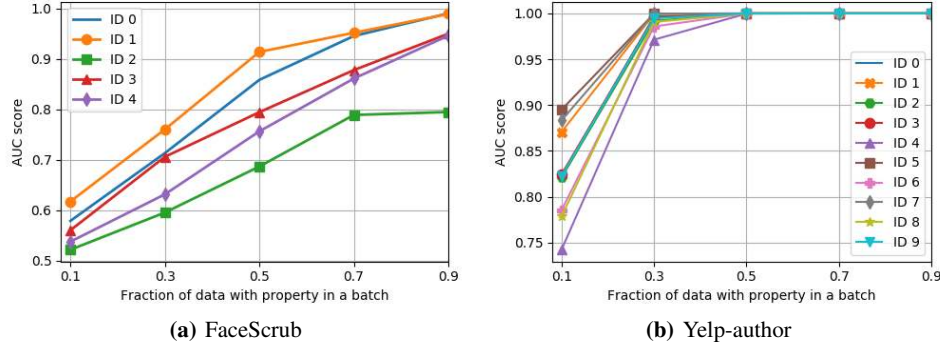 AUC score
1.0
0.9
0.8
0.7
0.6
0.5
ID 0
ID 1
ID 2
ID 3
ID 4
0.1 0.3 0.5 0.7 0.9
Fraction of data with property in a batch
(a) FaceScrub
AUC score
1.00
0.95
0.90
0.85
0.80
0.75
ID 0
ID 1
ID 2
ID 3
ID 4
ID 5
ID 6
ID 7
ID 8
ID 9
0.1 0.3 0.5 0.7 0.9
Fraction of data with property in a batch
(b) Yelp-author